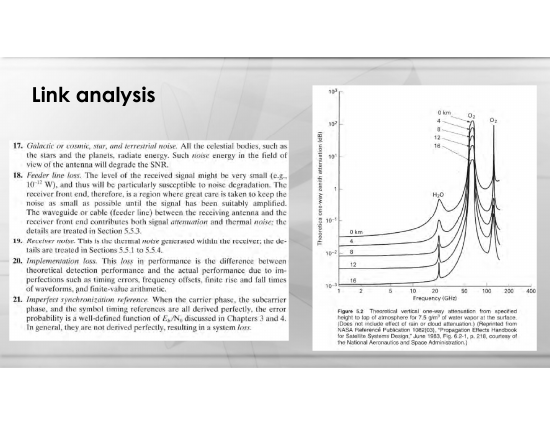 Link analysis
17. Galactic or cosmic, star, and terrestrial noise. All the celestial bodies, such as
the stars and the planets, radiate energy. Such noise energy in the field of
view of the antenna will degrade the SNR.
18. Feeder line loss. The level of the received signal might be very small (e.g.,
10⁻¹² W), and thus will be particularly susceptible to noise degradation. The
receiver front end, therefore, is a region where great care is taken to keep the
noise as small as possible until the signal has been suitably amplified.
The waveguide or cable (feeder line) between the receiving antenna and the
receiver front end contributes both signal attenuation and thermal noise; the
details are treated in Section 5.5.3.
19. Receiver noise. This is the thermal noise generated within the receiver; the de-
tails are treated in Sections 5.5.1 to 5.5.4.
20. Implementation loss. This loss in performance is the difference between
theoretical detection performance and the actual performance due to im-
perfections such as timing errors, frequency offsets, finite rise and fall times
of waveforms, and finite-value arithmetic.
21. Imperfect synchronization reference. When the carrier phase, the subcarrier
phase, and the symbol timing references are all derived perfectly, the error
probability is a well-defined function of Eb/N0 discussed in Chapters 3 and 4.
In general, they are not derived perfectly, resulting in a system loss.
10³
10²
10¹
1
10⁻¹
10⁻²
10⁻³
Theoretical one-way zenith attenuation (dB)
0 km
4
8
12
16
O₂
O₂
H₂O
0 km
4
8
12
16
1 2 5 10 20 50 100 200 400
Frequency (GHz)
Figure 5.2 Theoretical vertical one-way attenuation from specified
height to top of atmosphere for 7.5 g/m³ of water vapor at the surface.
(Does not include effect of rain or cloud attenuation.) (Reprinted from
NASA Reference Publication 1082(03), "Propagation Effects Handbook
for Satellite Systems Design," June 1983, Fig. 6.2-1, p. 218, courtesy of
the National Aeronautics and Space Administration.)